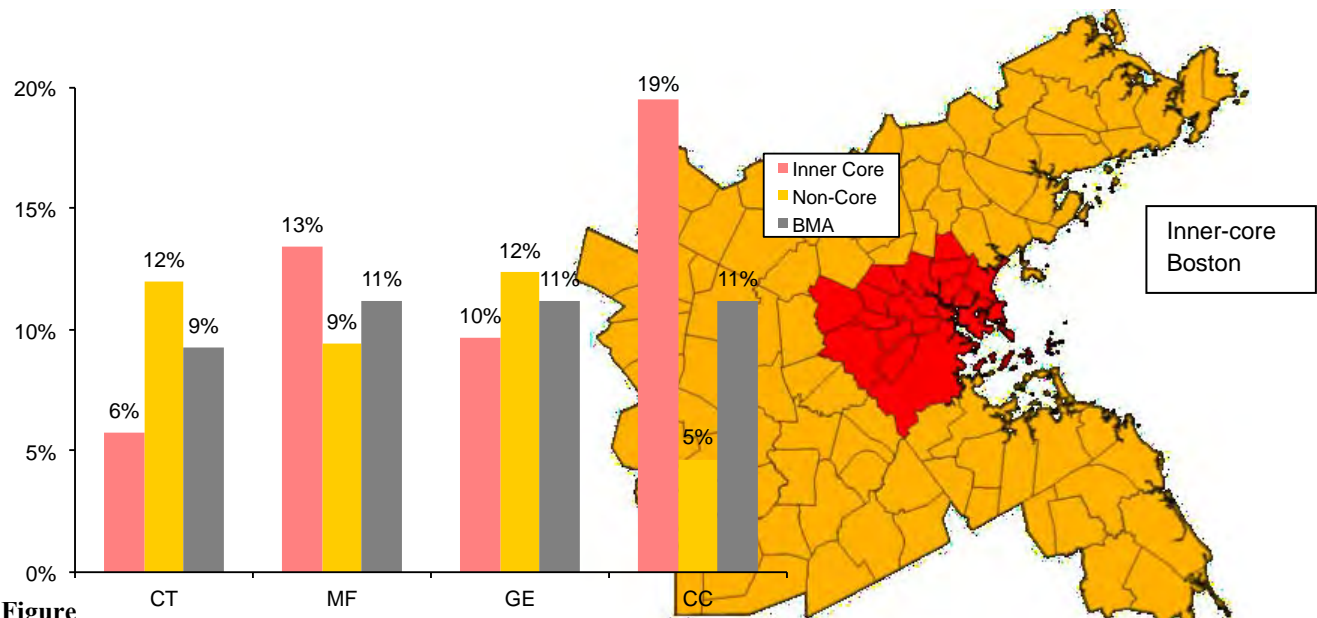 20%
15%
10%
5%
0%
6%
12%
9%
13%
9%
11%
10%
12%
11%
19%
5%
11%
CT
MF
GE
CC
Inner Core
Non-Core
BMA
Inner-core
Boston
Figure